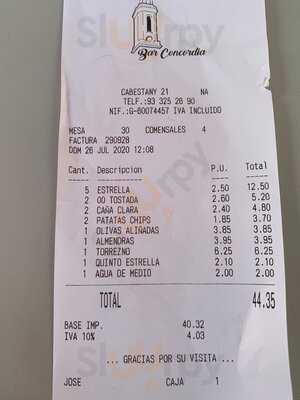 Bar Concordia
CABESTANY 21 NA
TELF.:93 325 26 90
NIF.:G-60074457 IVA INCLUIDO
MESA 30 COMENSALES 4
FACTURA 290928
DOM 26 JUL 2020 12:08
Cant. Descripcion P.U. Total
5 ESTRELLA 2.50 12.50
2 OO TOSTADA 2.60 5.20
2 CAÑA CLARA 2.40 4.80
2 PATATAS CHIPS 1.85 3.70
1 OLIVAS ALIÑADAS 3.85 3.85
1 ALMENDRAS 3.95 3.95
1 TORREZNO 6.25 6.25
1 QUINTO ESTRELLA 2.10 2.10
1 AGUA DE MEDIO 2.00 2.00
TOTAL 44.35
BASE IMP. 40.32
IVA 10% 4.03
... GRACIAS POR SU VISITA ...
JOSE CAJA 1